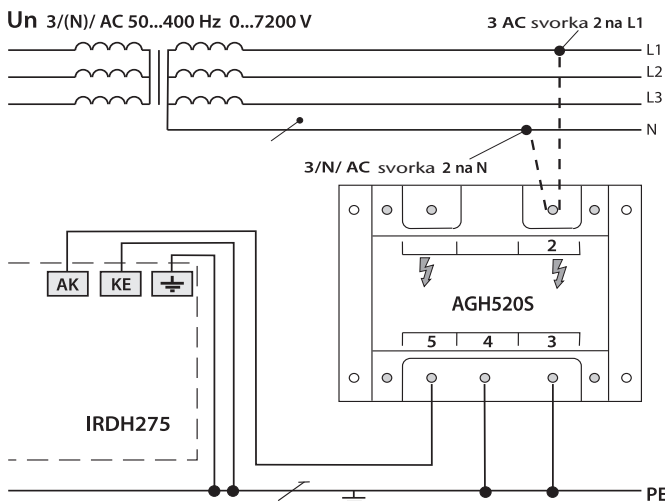 Un 3/(N)/ AC 50...400 Hz 0...7200 V
3 AC svorka 2 na L1
L1
L2
L3
N
3/N/ AC svorka 2 na N
2
AK KE
AGH520S
5 4 3
IRDH275
PE